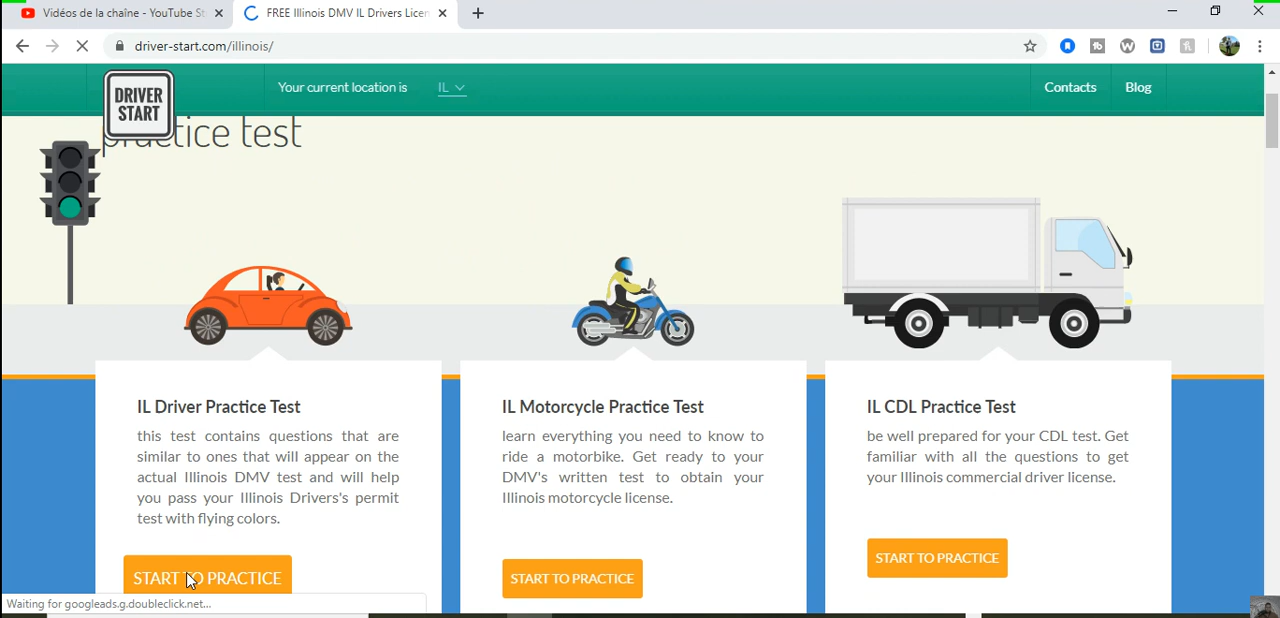 Vidéos de la chaîne - YouTube St
FREE Illinois DMV IL Drivers Licen
driver-start.com/illinois/
DRIVER
START
Your current location is
IL
Contacts
Blog
practice test
IL Driver Practice Test
this test contains questions that are
similar to ones that will appear on the
actual Illinois DMV test and will help
you pass your Illinois Drivers's permit
test with flying colors.
START TO PRACTICE
IL Motorcycle Practice Test
learn everything you need to know to
ride a motorbike. Get ready to your
DMV's written test to obtain your
Illinois motorcycle license.
START TO PRACTICE
IL CDL Practice Test
be well prepared for your CDL test. Get
familiar with all the questions to get
your Illinois commercial driver license.
START TO PRACTICE
Waiting for googleads.g.doubleclick.net...